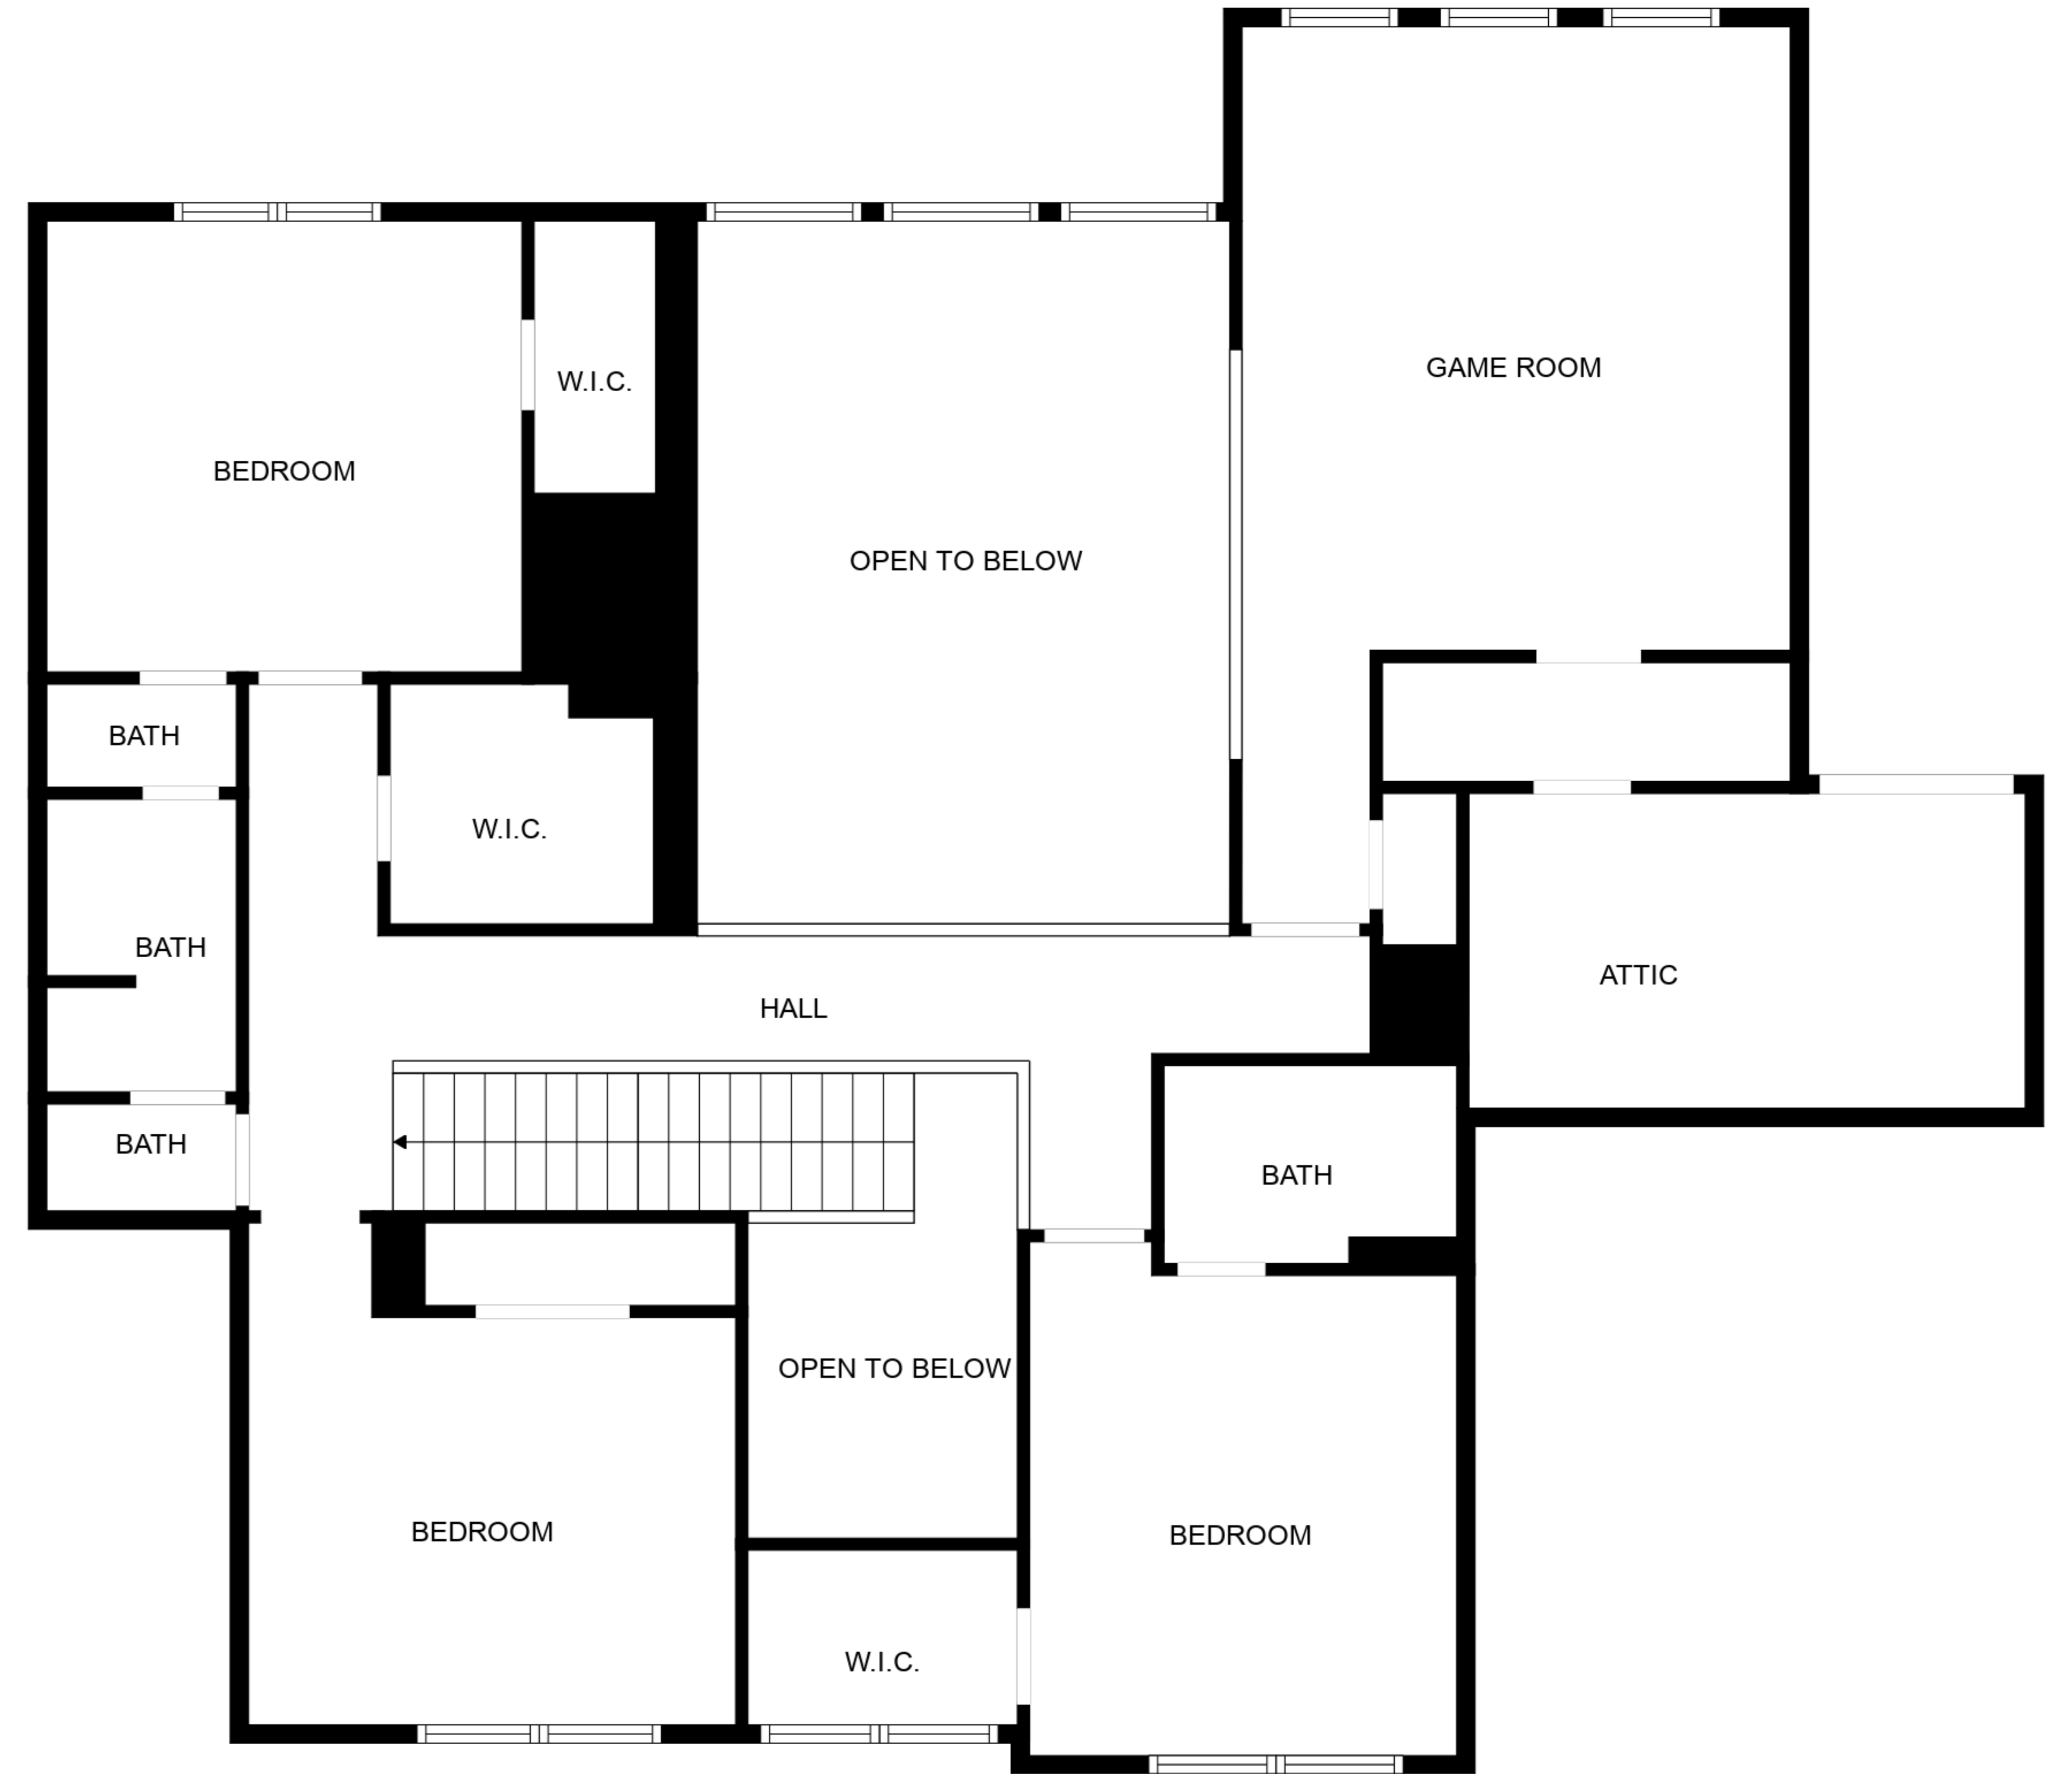 GAME ROOM
W.I.C.
BEDROOM
OPEN TO BELOW
BATH
W.I.C.
BATH
ATTIC
HALL
BATH
BATH
OPEN TO BELOW
BEDROOM
BEDROOM
W.I.C.